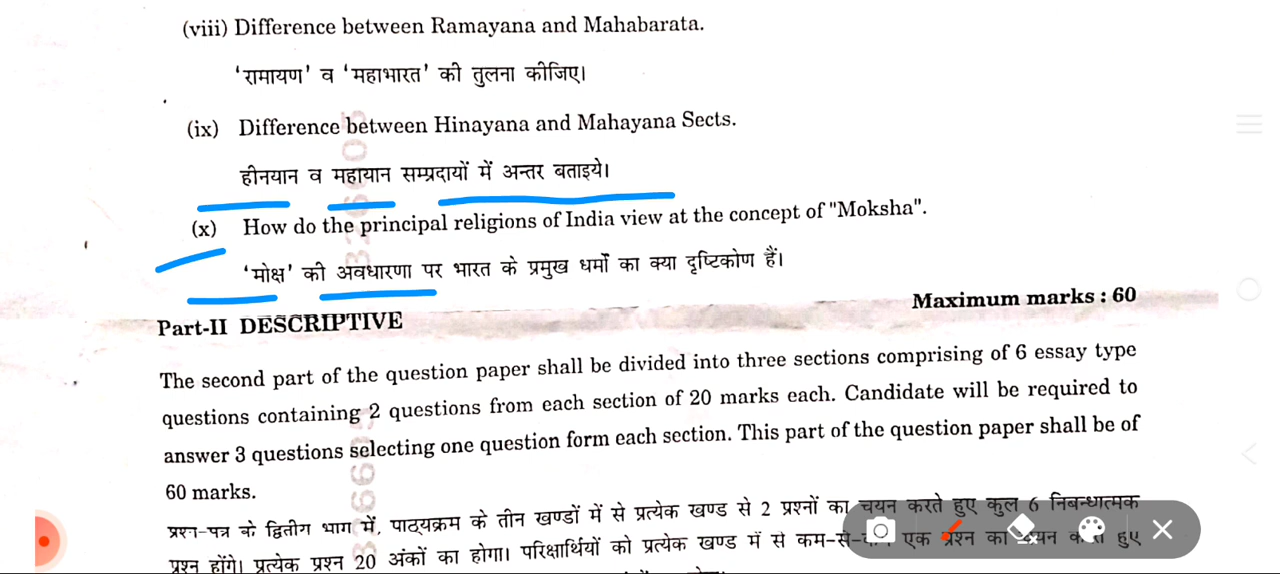 (viii) Difference between Ramayana and Mahabarata.
'रामायण' व 'महाभारत' की तुलना कीजिए।
(ix) Difference between Hinayana and Mahayana Sects.
हीनयान व महायान सम्प्रदायों में अन्तर बताइये।
(x) How do the principal religions of India view at the concept of "Moksha".
'मोक्ष' की अवधारणा पर भारत के प्रमुख धर्मों का क्या दृष्टिकोण हैं।
Maximum marks : 60
Part-II DESCRIPTIVE
The second part of the question paper shall be divided into three sections comprising of 6 essay type
questions containing 2 questions from each section of 20 marks each. Candidate will be required to
answer 3 questions selecting one question form each section. This part of the question paper shall be of
60 marks.
प्रश्न-पत्र के द्वितीग भाग में, पाठ्यक्रम के तीन खण्डों में से प्रत्येक खण्ड से 2 प्रश्नों का चयन करते हुए कुल 6 निबन्धात्मक
प्रश्न होंगे। प्रत्येक प्रश्न 20 अंकों का होगा। परिक्षार्थियों को प्रत्येक खण्ड में से कम-से- एक प्रश्न का हुए